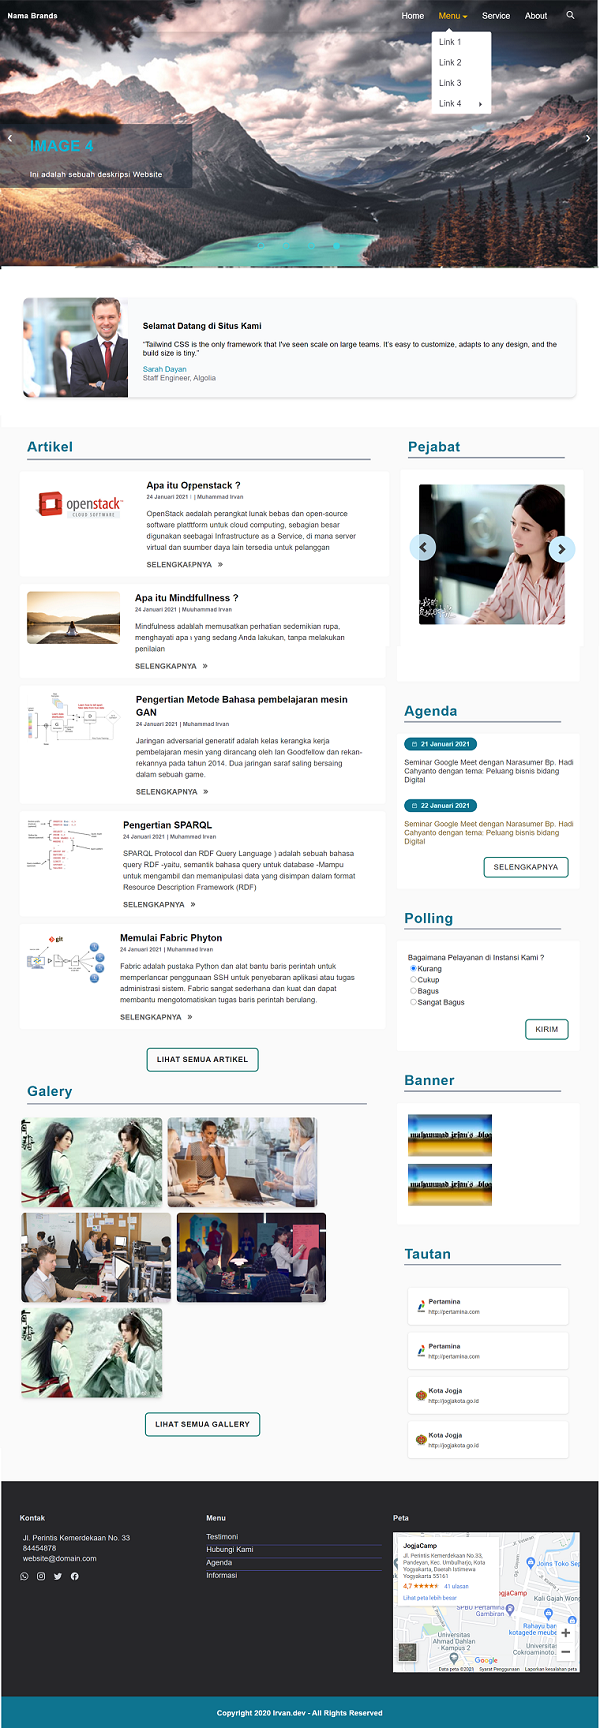 Nama Brands
Home
Menu
Service
About
Link 1
Link 2
Link 3
Link 4
IMAGE 4
Ini adalah sebuah deskripsi Website
Selamat Datang di Situs Kami
“Tailwind CSS is the only framework that I've seen scale on large teams. It's easy to customize, adapts to any design, and the
build size is tiny.”
Sarah Dayan
Staff Engineer, Algolia
Artikel
openstack
CLOUD SOFTWARE
Apa itu Openstack ?
24 Januari 2021 | Muhammad Irvan
OpenStack aedalah perangkat lunak bebas dan open-source
software plattform untuk cloud computing, sebagian besar
digunakan seebagai Infrastructure as a Service, di mana server
virtual dan suumber daya lain tersedia untuk pelanggan
SELENGKAPNYA »
Apa itu Mindfullness ?
24 Januari 2021 | Muuhammad Irvan
Mindfulness adalah memusatkan perhatian sedemikian rupa,
menghayati apa yang sedang Anda lakukan, tanpa melakukan
penilaian
SELENGKAPNYA »
Pengertian Metode Bahasa pembelajaran mesin
GAN
24 Januari 2021 | Muhammad Irvan
Jaringan adversarial generatif adalah kelas kerangka kerja
pembelajaran mesin yang dirancang oleh Ian Goodfellow dan rekan-
rekannya pada tahun 2014. Dua jaringan saraf saling bersaing
dalam sebuah game.
SELENGKAPNYA »
Pengertian SPARQL
24 Januari 2021 | Muhammad Irvan
SPARQL Protocol dan RDF Query Language ) adalah sebuah bahasa
query RDF -yaitu, semantik bahasa query untuk database -Mampu
untuk mengambil dan memanipulasi data yang disimpan dalam format
Resource Description Framework (RDF)
SELENGKAPNYA »
git
Memulai Fabric Phyton
24 Januari 2021 | Muhammad Irvan
Fabric adalah pustaka Python dan alat bantu baris perintah untuk
memperlancar penggunaan SSH untuk penyebaran aplikasi atau tugas
administrasi sistem. Fabric sangat sederhana dan kuat dan dapat
membantu mengotomatiskan tugas baris perintah berulang.
SELENGKAPNYA »
LIHAT SEMUA ARTIKEL
Galery
LIHAT SEMUA GALLERY
Pejabat
Agenda
21 Januari 2021
Seminar Google Meet dengan Narasumer Bp. Hadi
Cahyanto dengan tema: Peluang bisnis bidang
Digital
22 Januari 2021
Seminar Google Meet dengan Narasumer Bp. Hadi
Cahyanto dengan tema: Peluang bisnis bidang
Digital
SELENGKAPNYA
Polling
Bagaimana Pelayanan di Instansi Kami ?
Kurang
Cukup
Bagus
Sangat Bagus
KIRIM
Banner
muhammad irfan's blog
muhammad irfan's blog
Tautan
Pertamina
http://pertamina.com
Pertamina
http://pertamina.com
Kota Jogja
http://jogjakota.go.id
Kota Jogja
http://jogjakota.go.id
Kontak
Jl. Perintis Kemerdekaan No. 33
84454878
website@domain.com
Menu
Testimoni
Hubungi Kami
Agenda
Informasi
Peta
JogjaCamp
Jl. Perintis Kemerdekaan No.33,
Pandeyan, Kec. Umbulharjo, Kota
Yogyakarta, Daerah Istimewa
Yogyakarta 55161
4,7 ★★★★★ 41 ulasan
Lihat peta lebih besar
Joins Toko Sep
JogjaCamp
Kali Gajah Wong
SPBU Pertamina
Gambiran
Rahayu ban
kotagede meube
Universitas
Ahmad Dahlan -
Kampus 2
Universitas
Cokroaminoto
Google
Data peta ©2021 Syarat Penggunaan Laporkan kesalahan peta
Copyright 2020 Irvan.dev - All Rights Reserved